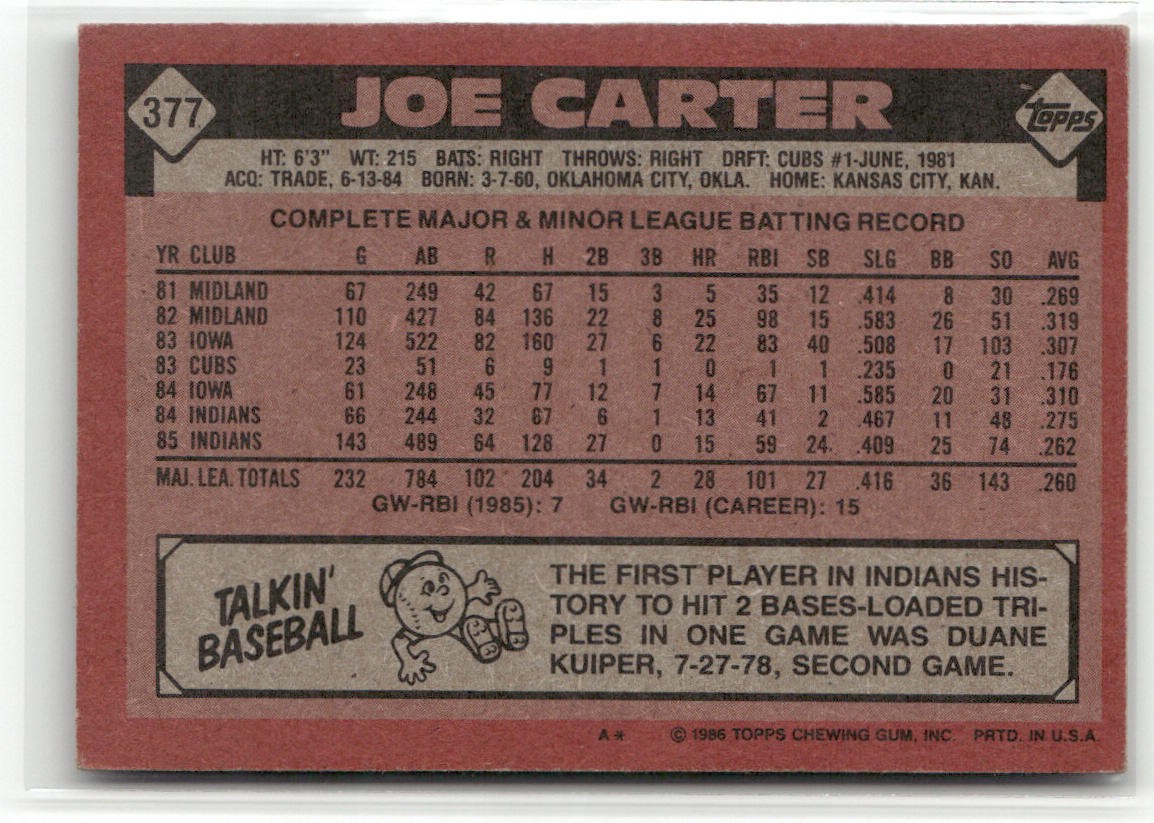 377 JOE CARTER topps
HT: 6'3" WT: 215 BATS: RIGHT THROWS: RIGHT DRFT: CUBS #1-JUNE, 1981
ACQ: TRADE, 6-13-84 BORN: 3-7-60, OKLAHOMA CITY, OKLA. HOME: KANSAS CITY, KAN.
COMPLETE MAJOR & MINOR LEAGUE BATTING RECORD
YR CLUB G AB R H 2B 3B HR RBI SB SLG BB SO AVG
81 MIDLAND 67 249 42 67 15 3 5 35 12 .414 8 30 .269
82 MIDLAND 110 427 84 136 22 8 25 98 15 .583 26 51 .319
83 IOWA 124 522 82 160 27 6 22 83 40 .508 17 103 .307
83 CUBS 23 51 6 9 1 1 0 1 1 .235 0 21 .176
84 IOWA 61 248 45 77 12 7 14 67 11 .585 20 31 .310
84 INDIANS 66 244 32 67 6 1 13 41 2 .467 11 48 .275
85 INDIANS 143 489 64 128 27 0 15 59 24 .409 25 74 .262
MAJ. LEA. TOTALS 232 784 102 204 34 2 28 101 27 .416 36 143 .260
GW-RBI (1985): 7 GW-RBI (CAREER): 15
TALKIN'
BASEBALL
THE FIRST PLAYER IN INDIANS HIS-
TORY TO HIT 2 BASES-LOADED TRI-
PLES IN ONE GAME WAS DUANE
KUIPER, 7-27-78, SECOND GAME.
A* © 1986 TOPPS CHEWING GUM, INC. PRTD. IN U.S.A.